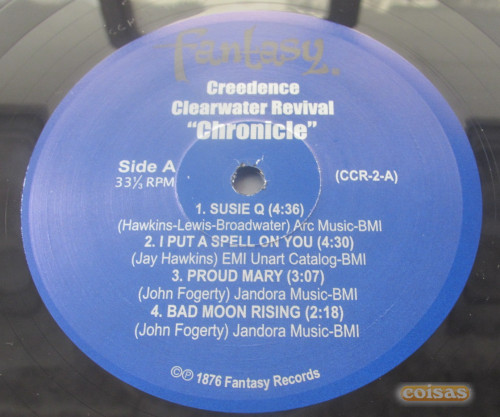 Fantasy.
Creedence
Clearwater Revival
"Chronicle"
Side A
33⅓ RPM
(CCR-2-A)
1. SUSIE Q (4:36)
(Hawkins-Lewis-Broadwater) Arc Music-BMI
2. I PUT A SPELL ON YOU (4:30)
(Jay Hawkins) EMI Unart Catalog-BMI
3. PROUD MARY (3:07)
(John Fogerty) Jandora Music-BMI
4. BAD MOON RISING (2:18)
(John Fogerty) Jandora Music-BMI
©℗ 1876 Fantasy Records
coisas